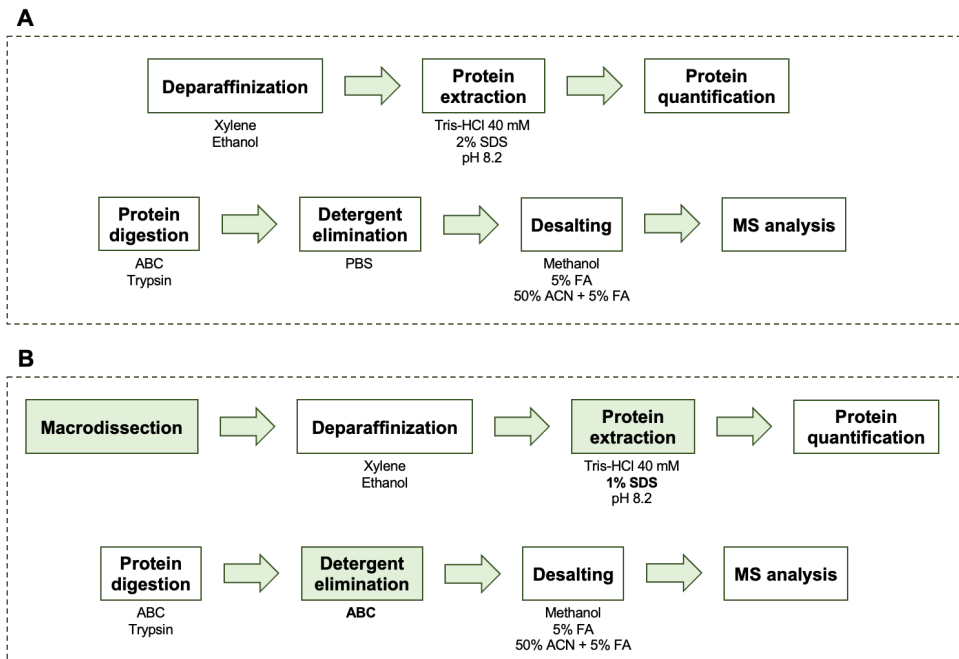 A
Deparaffinization
Xylene
Ethanol
Protein
extraction
Tris-HCl 40 mM
2% SDS
pH 8.2
Protein
quantification
Protein
digestion
ABC
Trypsin
Detergent
elimination
PBS
Desalting
Methanol
5% FA
50% ACN + 5% FA
MS analysis
B
Macrodissection
Deparaffinization
Xylene
Ethanol
Protein
extraction
Tris-HCl 40 mM
1% SDS
pH 8.2
Protein
quantification
Protein
digestion
ABC
Trypsin
Detergent
elimination
ABC
Desalting
Methanol
5% FA
50% ACN + 5% FA
MS analysis